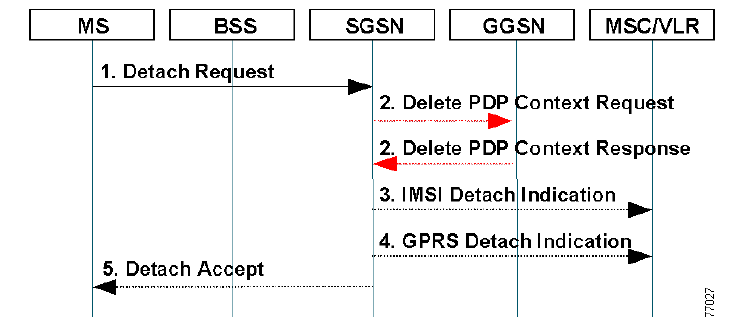 MS BSS SGSN GGSN MSC/VLR
1. Detach Request
2. Delete PDP Context Request
2. Delete PDP Context Response
3. IMSI Detach Indication
4. GPRS Detach Indication
5. Detach Accept
77027